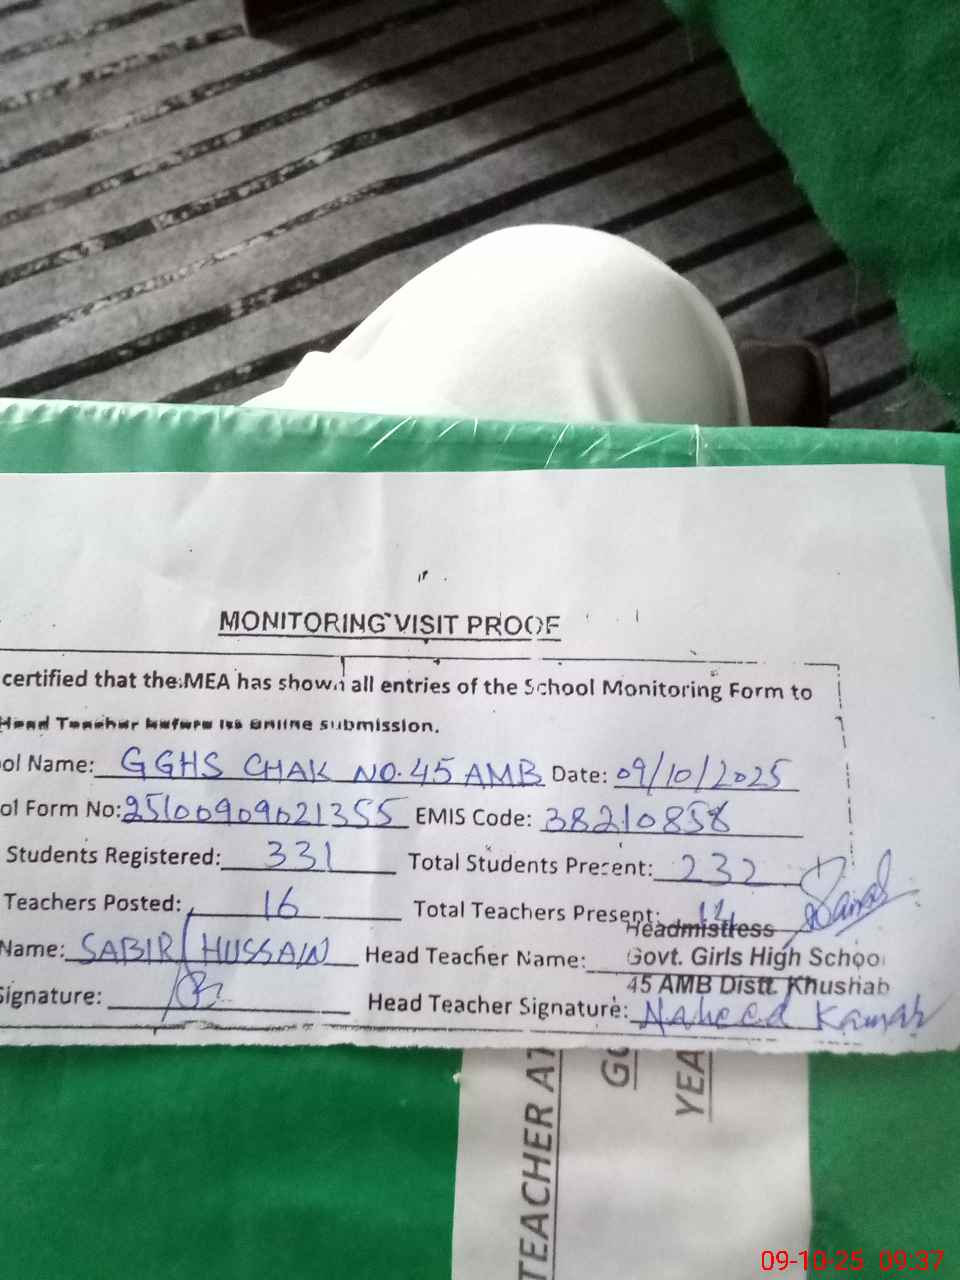 MONITORING VISIT PROOF
certified that the MEA has shown all entries of the School Monitoring Form to
Head Teacher before its online submission.
ol Name: GGHS CHAK NO. 45 AMB Date: 09/10/2025
ol Form No: 25100909021355 EMIS Code: 38210858
Students Registered: 331 Total Students Present: 232
Teachers Posted: 16 Total Teachers Present: 14
Headmistress
Name: SABIR HUSSAIN Head Teacher Name: Govt. Girls High School
45 AMB Distt. Khushab
Signature: Head Teacher Signature: Naheed Kamar
TEACHER AT
GO
YEA
09-10-25 09:37